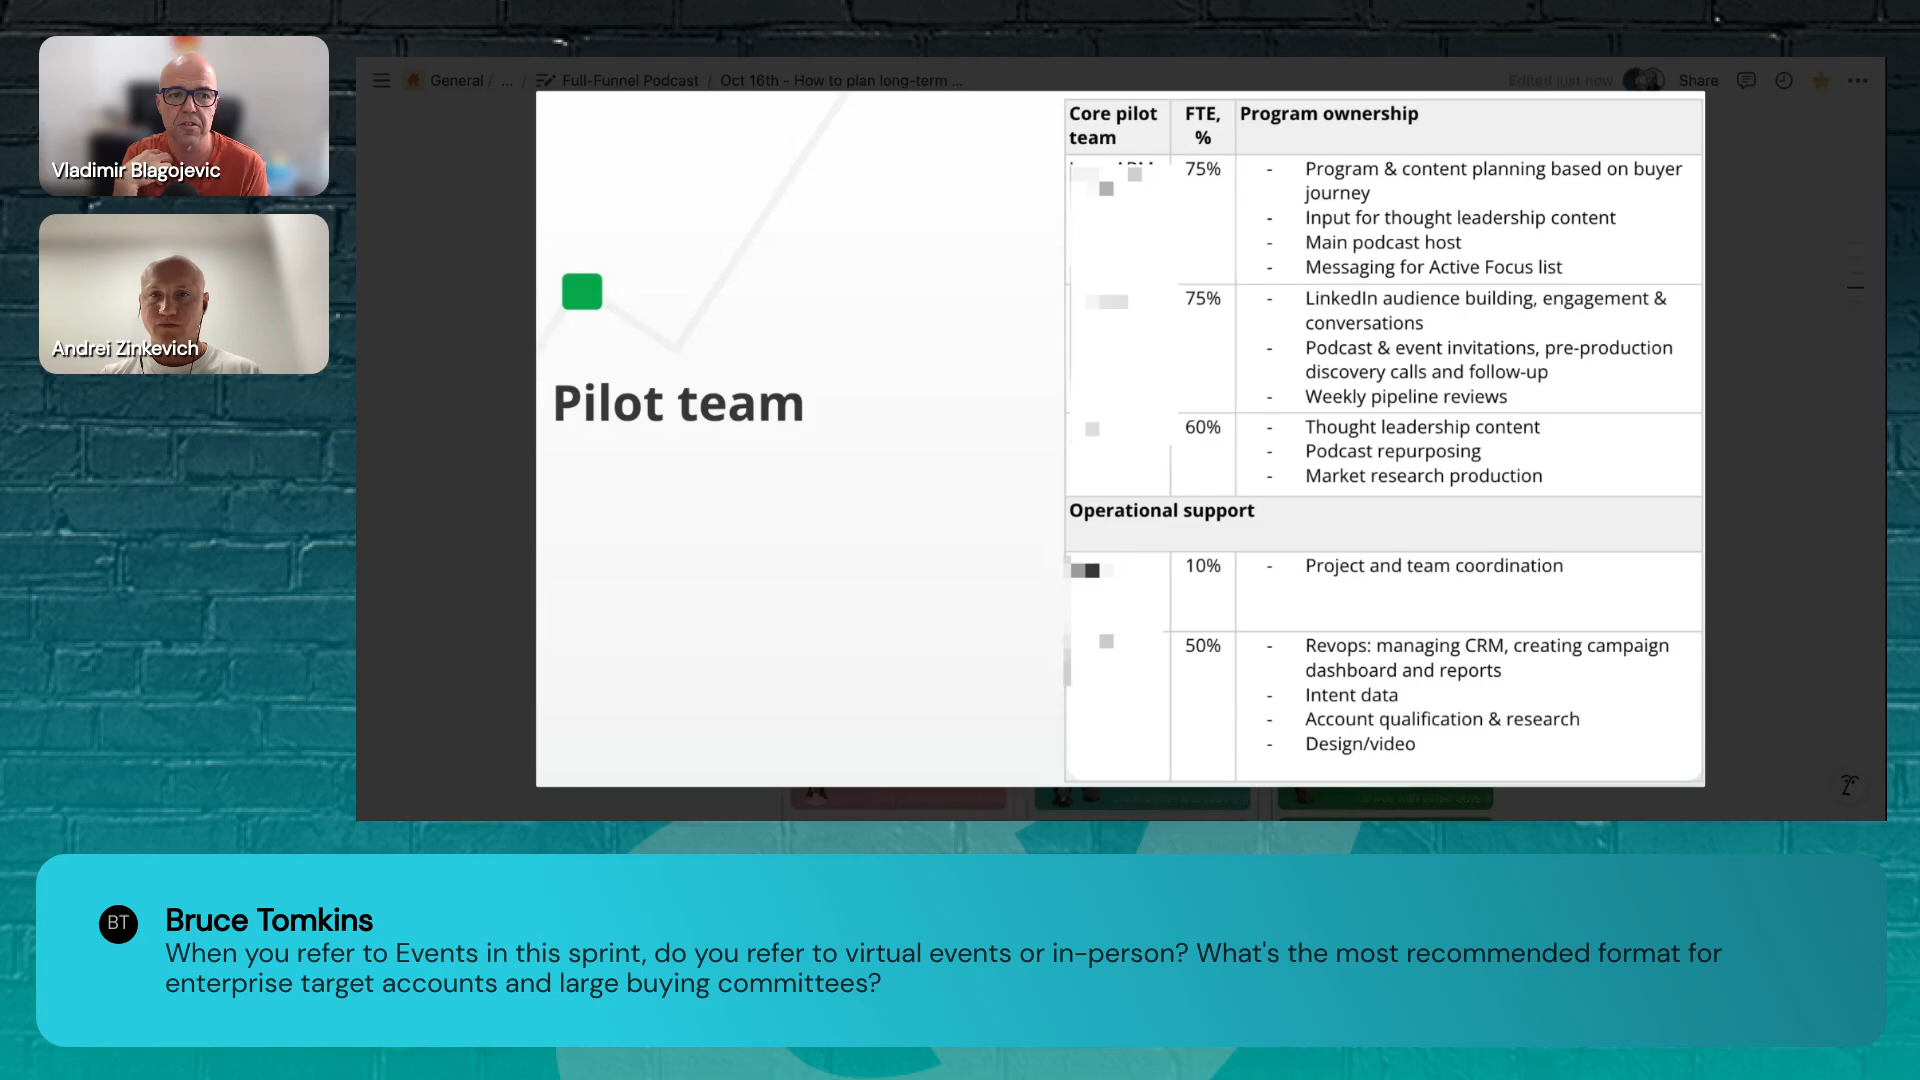 Vladimir Blagojevic
Andrei Zinkevich
General / ... / Full-Funnel Podcast / Oct 16th - How to plan long-term ...
Edited just now
Share
Pilot team
Core pilot team
FTE, %
Program ownership
75%
- Program & content planning based on buyer
journey
- Input for thought leadership content
- Main podcast host
- Messaging for Active Focus list
75%
- LinkedIn audience building, engagement &
conversations
- Podcast & event invitations, pre-production
discovery calls and follow-up
- Weekly pipeline reviews
60%
- Thought leadership content
- Podcast repurposing
- Market research production
Operational support
10%
- Project and team coordination
50%
- Revops: managing CRM, creating campaign
dashboard and reports
- Intent data
- Account qualification & research
- Design/video
BT
Bruce Tomkins
When you refer to Events in this sprint, do you refer to virtual events or in-person? What's the most recommended format for
enterprise target accounts and large buying committees?